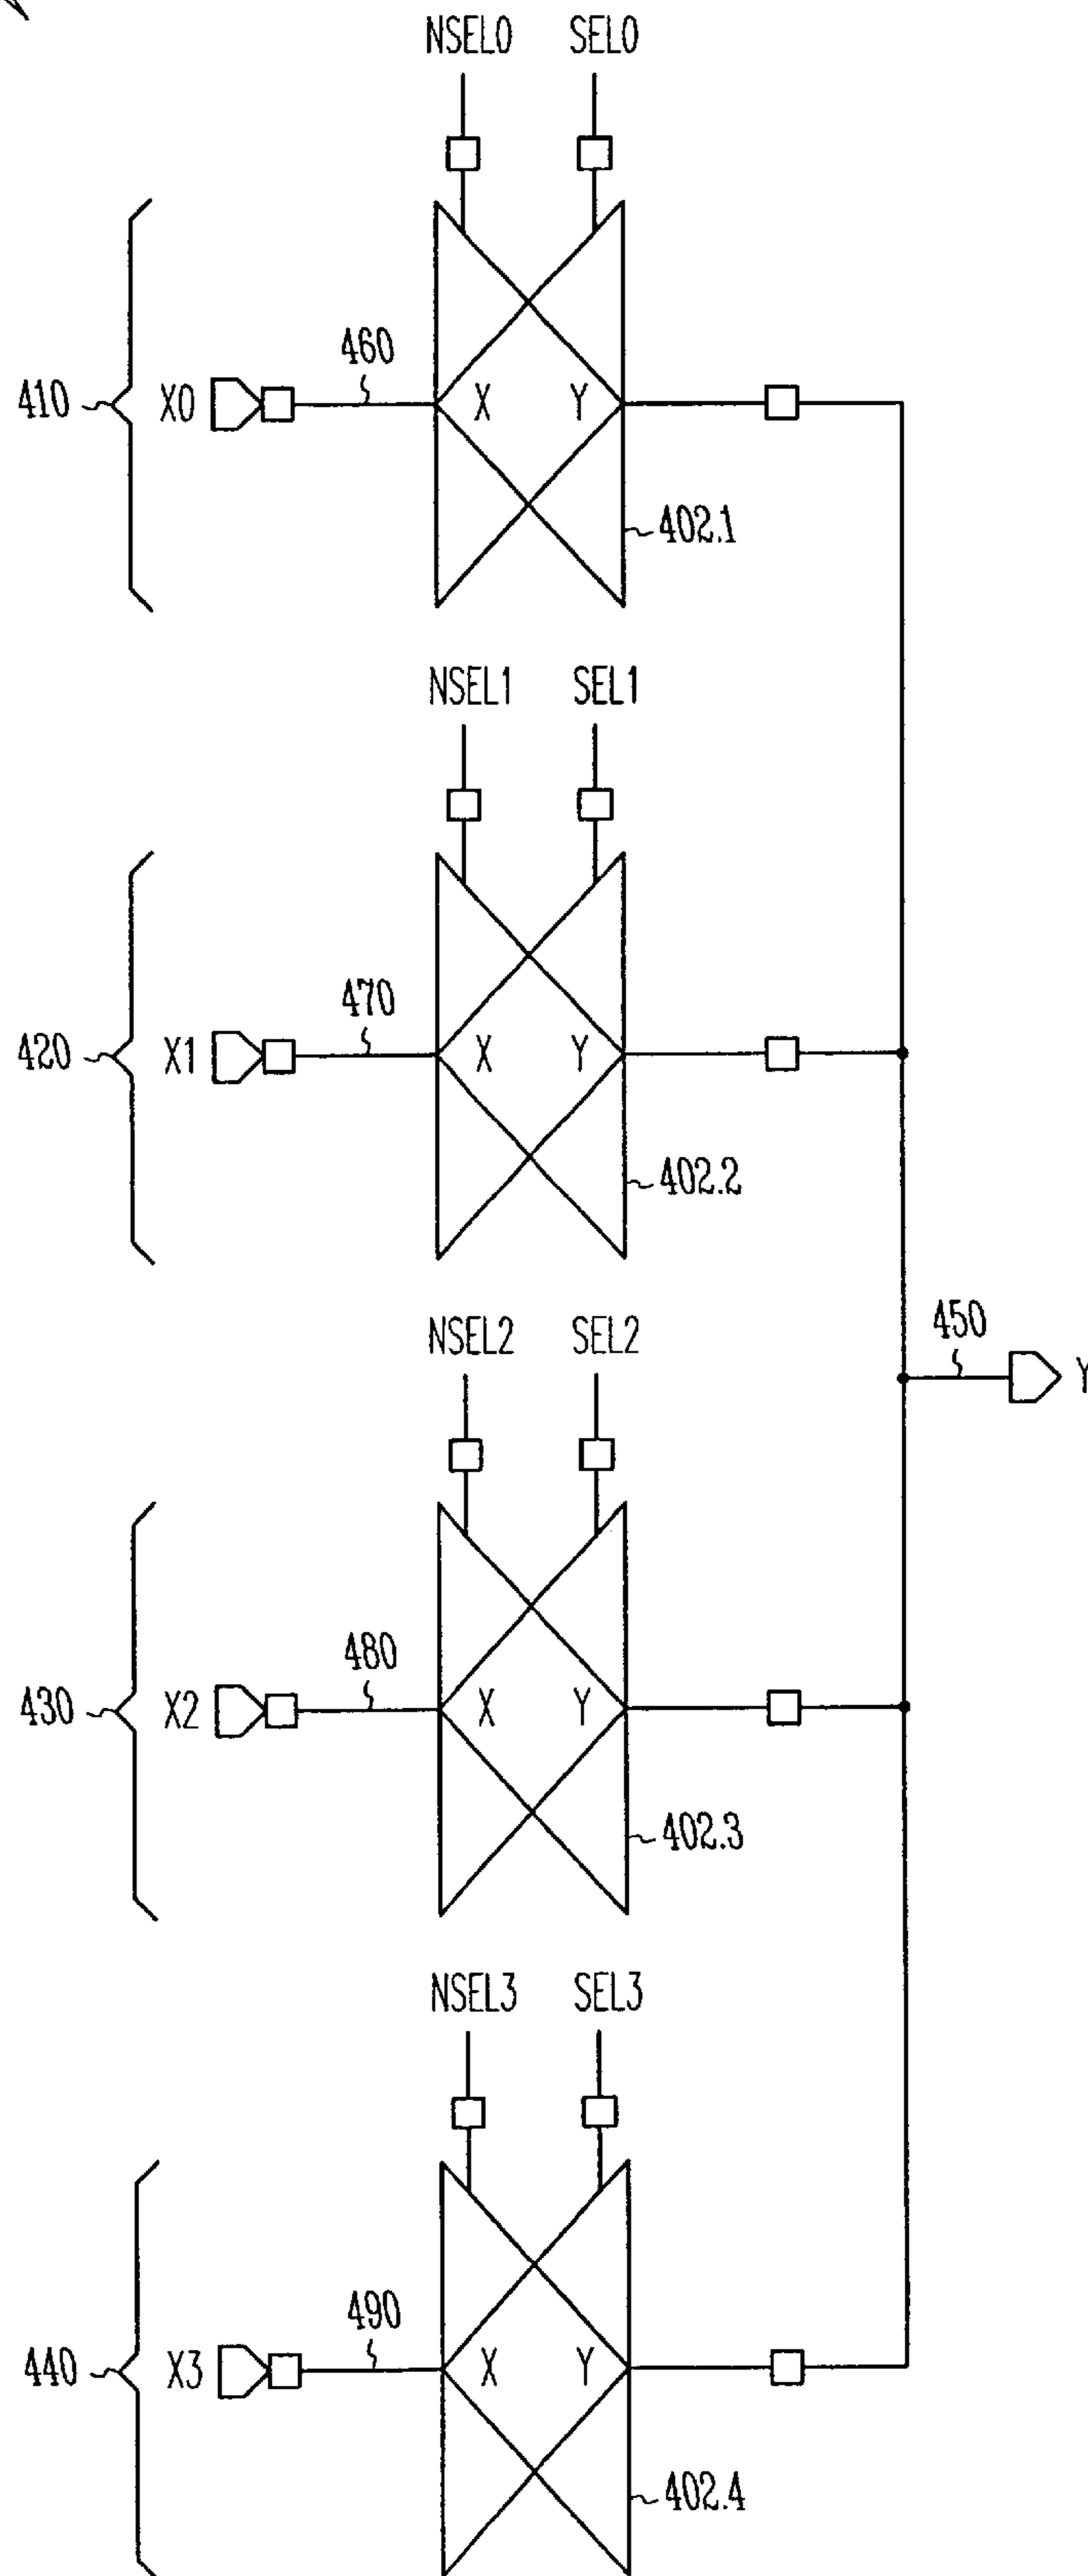 NSEL0 SEL0
460
410 X0 X Y
402.1
NSEL1 SEL1
470
420 X1 X Y
402.2
NSEL2 SEL2
450
Y
480
430 X2 X Y
402.3
NSEL3 SEL3
490
440 X3 X Y
402.4